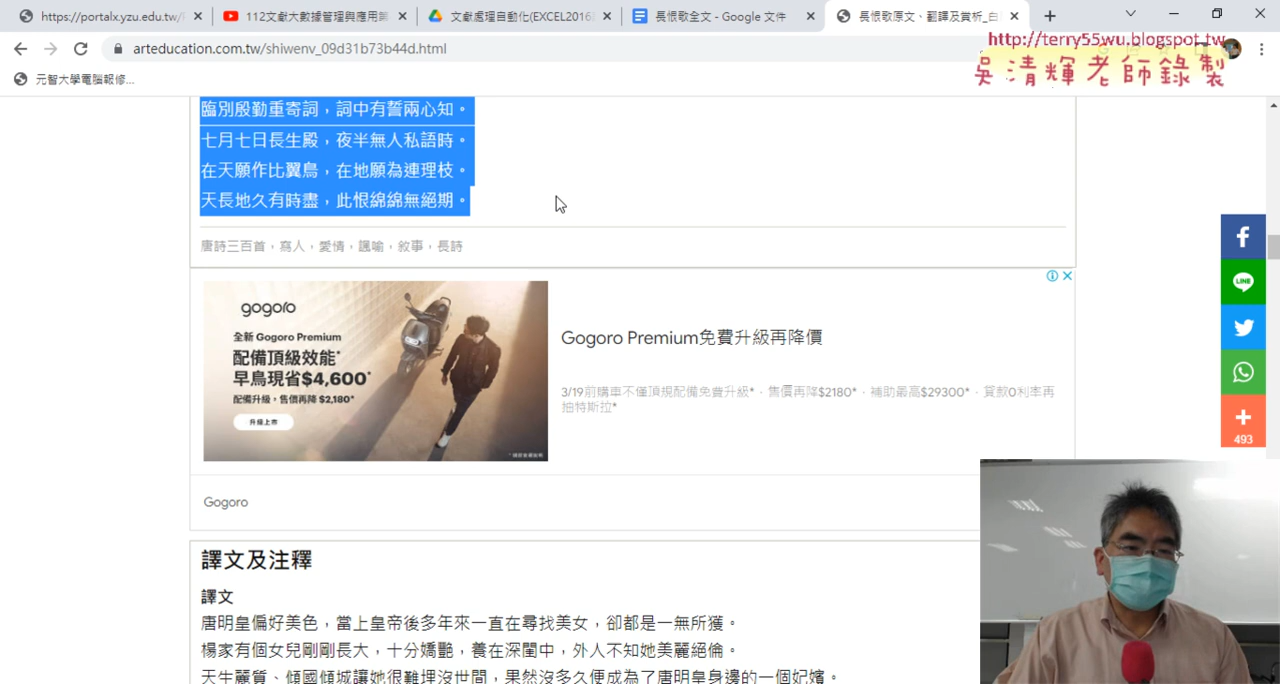 https://portalx.yzu.edu.tw/
112文獻大數據管理與應用
文獻處理自動化(EXCEL2016
長恨歌全文 - Google 文件
長恨歌原文、翻譯及賞析_白
arteducation.com.tw/shiwenv_09d31b73b44d.html
http://terry55wu.blogspot.tw
吳清輝老師錄製
元智大學電腦報修...
臨別殷勤重寄詞，詞中有誓兩心知。
七月七日長生殿，夜半無人私語時。
在天願作比翼鳥，在地願為連理枝。
天長地久有時盡，此恨綿綿無絕期。
唐詩三百首，寫人，愛情，諷喻，敘事，長詩
gogoro
全新 Gogoro Premium
配備頂級效能*
早鳥現省$4,600*
配備升級，售價再降 $2,180*
升級上市
Gogoro Premium免費升級再降價
3/19前購車不僅頂規配備免費升級*．售價再降$2180*．補助最高$29300*．貸款0利率再
抽特斯拉*
Gogoro
LINE
493
譯文及注釋
譯文
唐明皇偏好美色，當上皇帝後多年來一直在尋找美女，卻都是一無所獲。
楊家有個女兒剛剛長大，十分嬌艷，養在深閨中，外人不知她美麗絕倫。
天生麗質、傾國傾城讓她很難埋沒世間，果然沒多久便成為了唐明皇身邊的一個妃嬪。